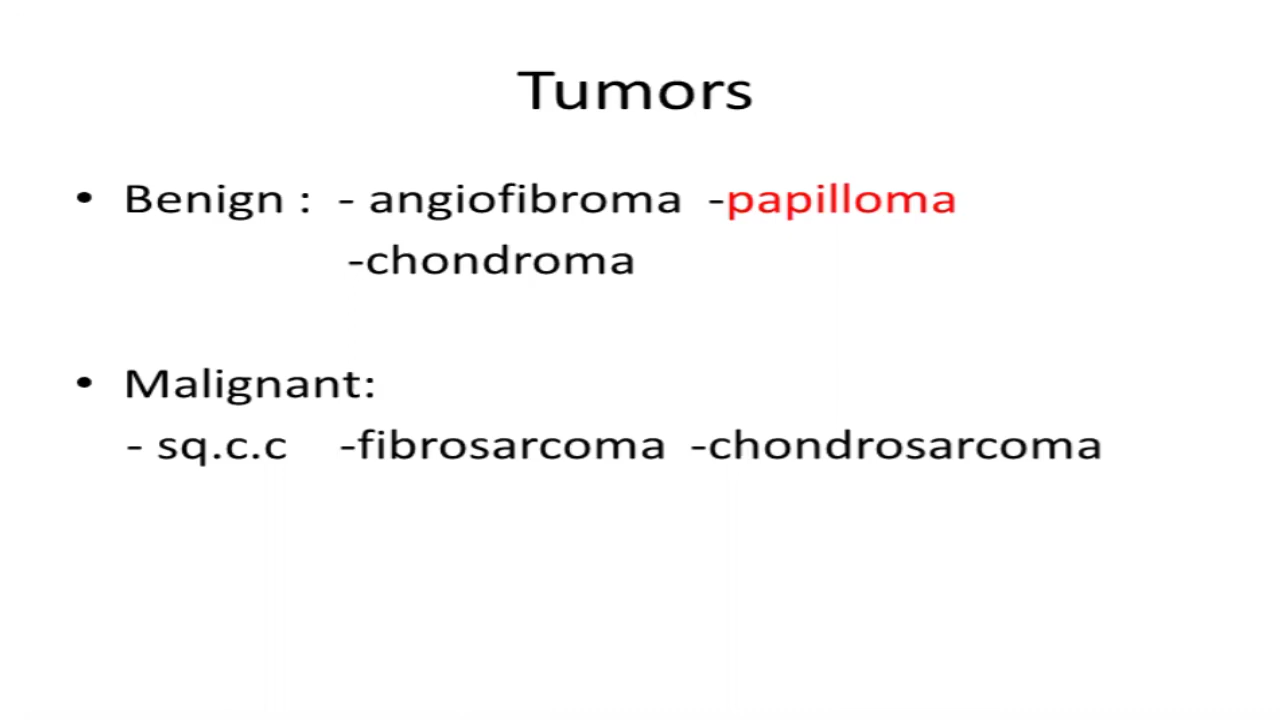 Tumors
• Benign : - angiofibroma -papilloma
-chondroma
• Malignant:
- sq.c.c -fibrosarcoma -chondrosarcoma